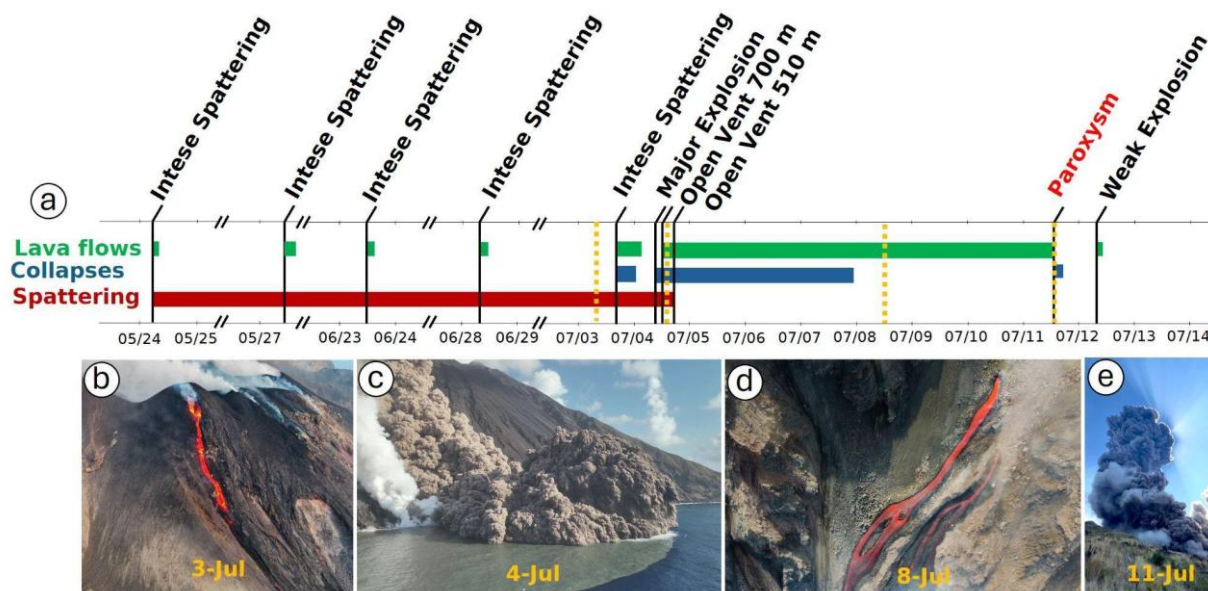 Intese Spattering
Intese Spattering
Intese Spattering
Intese Spattering
Intese Spattering
Major Explosion
Open Vent 700 m
Open Vent 510 m
Paroxysm
Weak Explosion
a
Lava flows
Collapses
Spattering
05/24 05/25 05/27 06/23 06/24 06/28 06/29 07/03 07/04 07/05 07/06 07/07 07/08 07/09 07/10 07/11 07/12 07/14
b
3-Jul
c
4-Jul
d
8-Jul
e
11-Jul